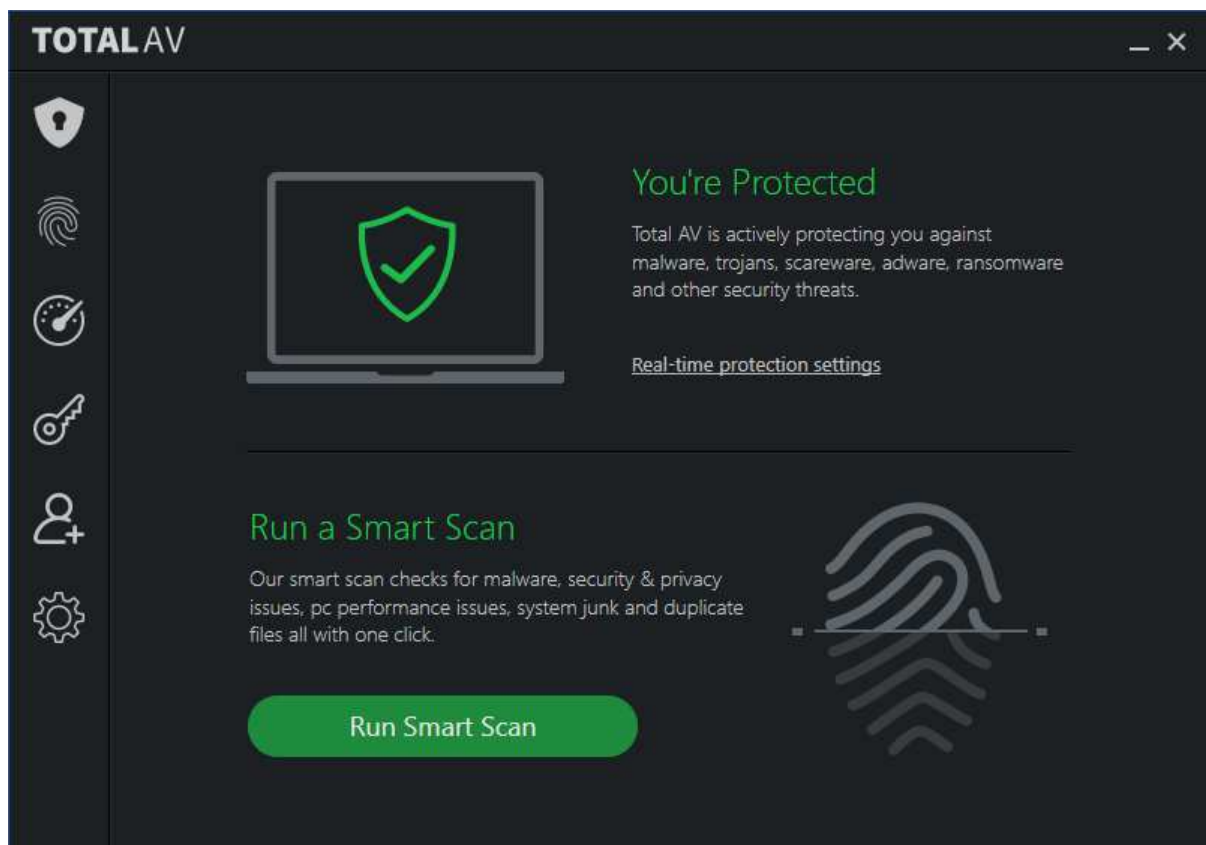 TOTALAV
You're Protected
Total AV is actively protecting you against
malware, trojans, scareware, adware, ransomware
and other security threats.
Real-time protection settings
Run a Smart Scan
Our smart scan checks for malware, security & privacy
issues, pc performance issues, system junk and duplicate
files all with one click.
Run Smart Scan